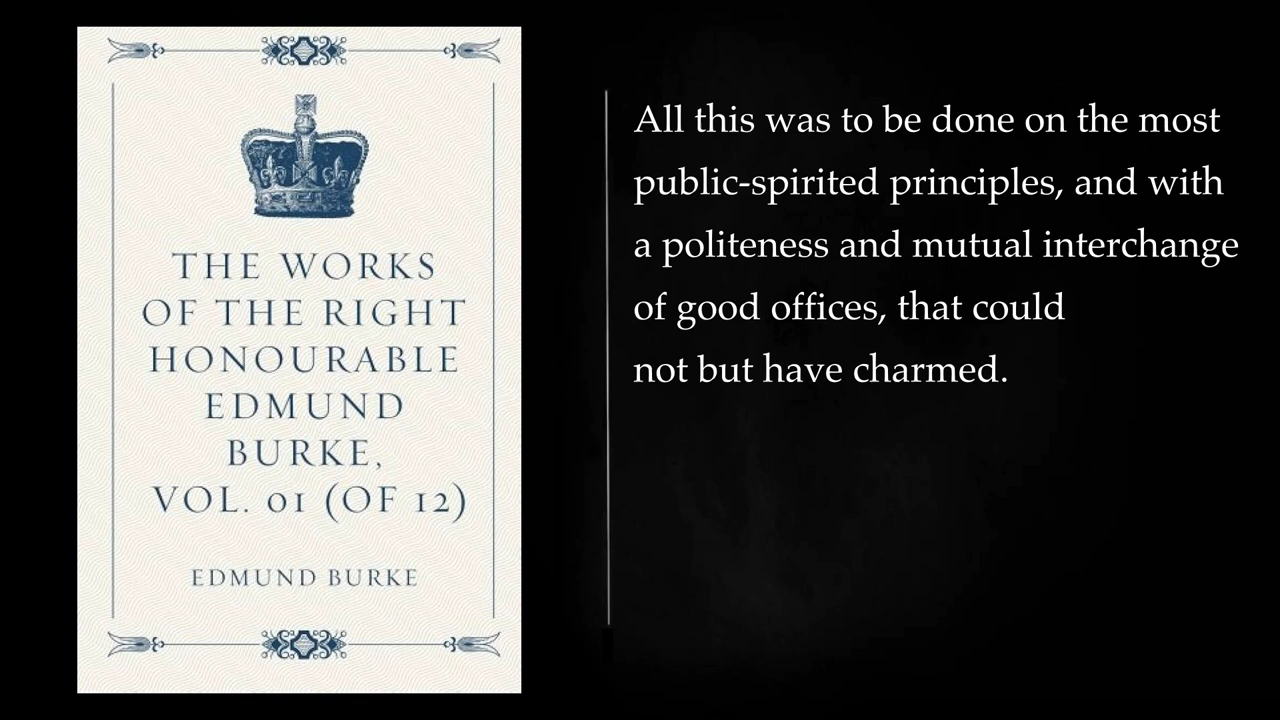 THE WORKS
OF THE RIGHT
HONOURABLE
EDMUND
BURKE,
VOL. 01 (OF 12)
EDMUND BURKE
All this was to be done on the most
public-spirited principles, and with
a politeness and mutual interchange
of good offices, that could
not but have charmed.